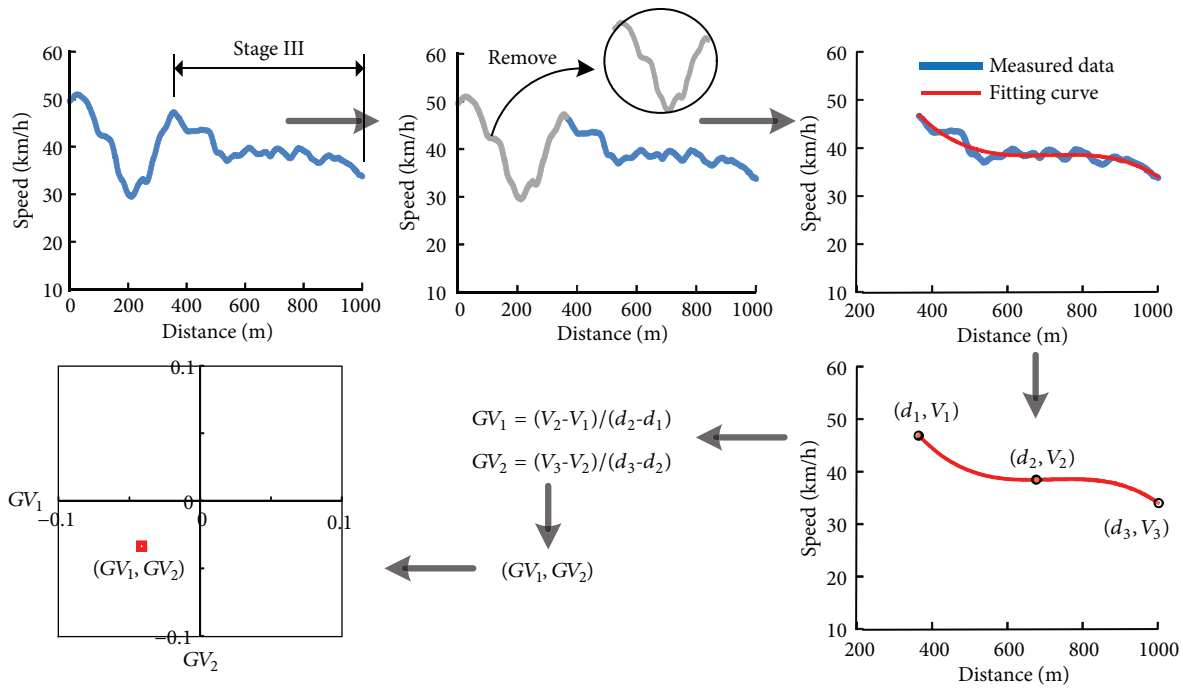 Stage III
60
50
40
30
20
10
Speed (km/h)
0 200 400 600 800 1000
Distance (m)
Remove
60
50
40
30
20
10
Speed (km/h)
0 200 400 600 800 1000
Distance (m)
Measured data
Fitting curve
60
50
40
30
20
10
Speed (km/h)
200 400 600 800 1000
Distance (m)
(d₁, V₁)
(d₂, V₂)
(d₃, V₃)
60
50
40
30
20
10
Speed (km/h)
200 400 600 800 1000
Distance (m)
GV₁ = (V₂-V₁)/(d₂-d₁)
GV₂ = (V₃-V₂)/(d₃-d₂)
(GV₁, GV₂)
0.1
0
GV₁
−0.1 0 0.1
(GV₁, GV₂)
−0.1
GV₂